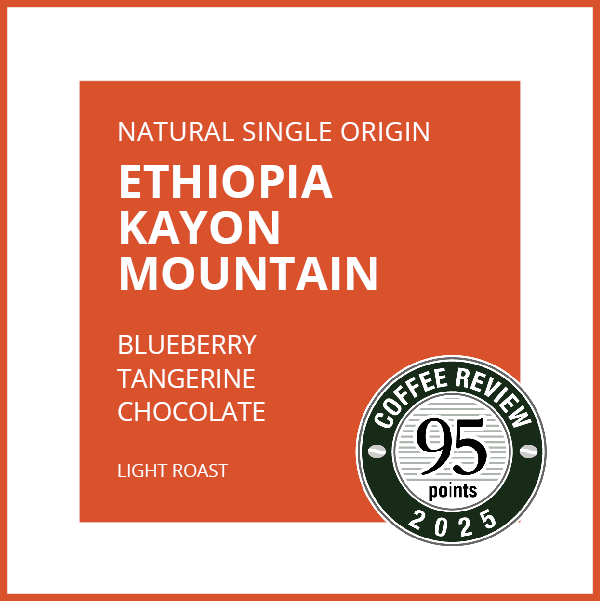 NATURAL SINGLE ORIGIN
ETHIOPIA
KAYON
MOUNTAIN
BLUEBERRY
TANGERINE
CHOCOLATE
LIGHT ROAST
COFFEE REVIEW
95
points
2025